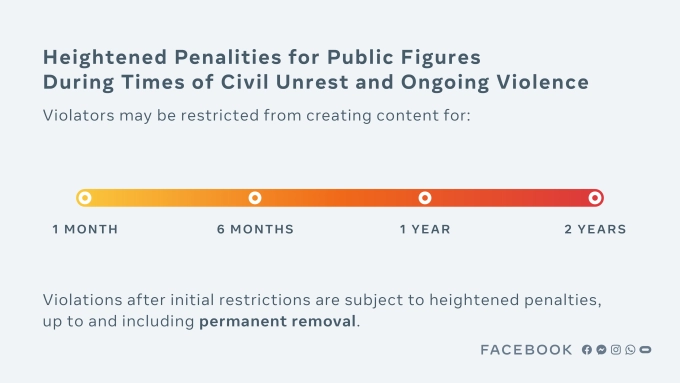 Heightened Penalities for Public Figures
During Times of Civil Unrest and Ongoing Violence
Violators may be restricted from creating content for:
1 MONTH
6 MONTHS
1 YEAR
2 YEARS
Violations after initial restrictions are subject to heightened penalties,
up to and including permanent removal.
FACEBOOK